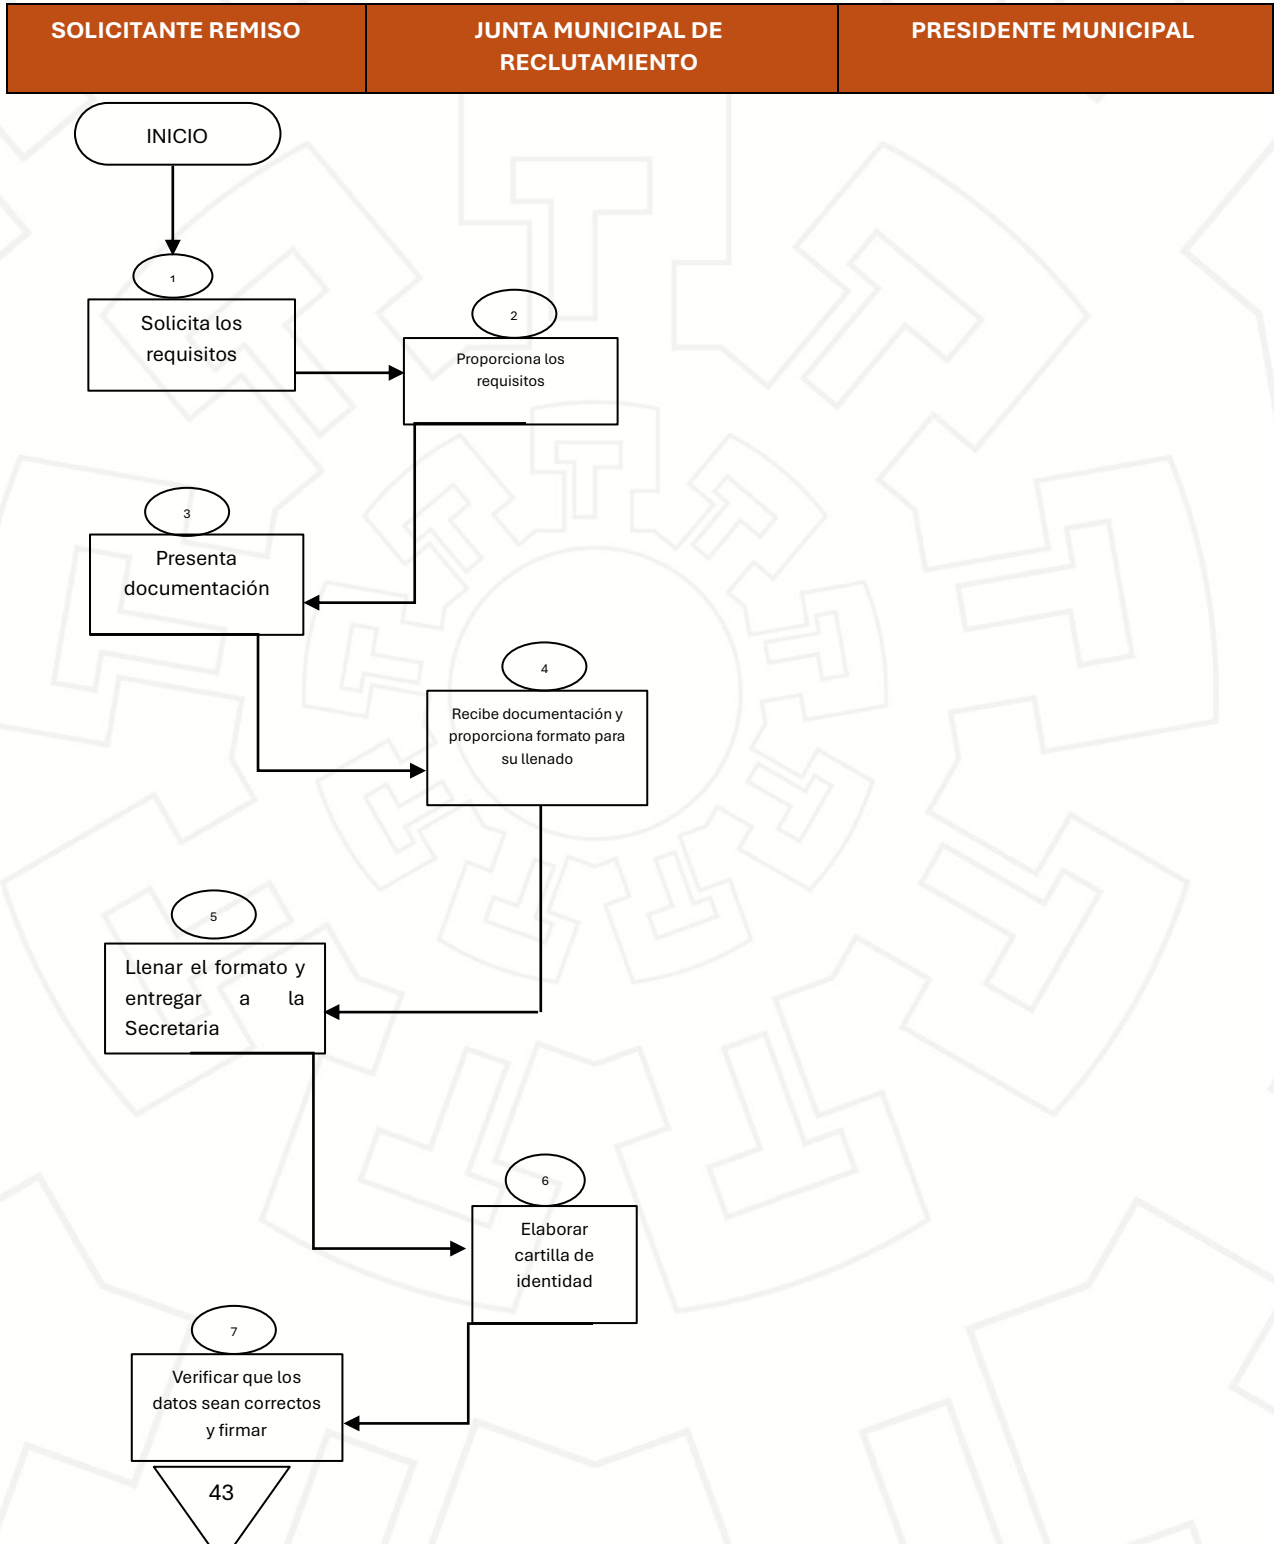 SOLICITANTE REMISO
JUNTA MUNICIPAL DE
RECLUTAMIENTO
PRESIDENTE MUNICIPAL
INICIO
1
Solicita los
requisitos
2
Proporciona los
requisitos
3
Presenta
documentación
4
Recibe documentación y
proporciona formato para
su llenado
5
Llenar el formato y
entregar a la
Secretaria
6
Elaborar
cartilla de
identidad
7
Verificar que los
datos sean correctos
y firmar
43